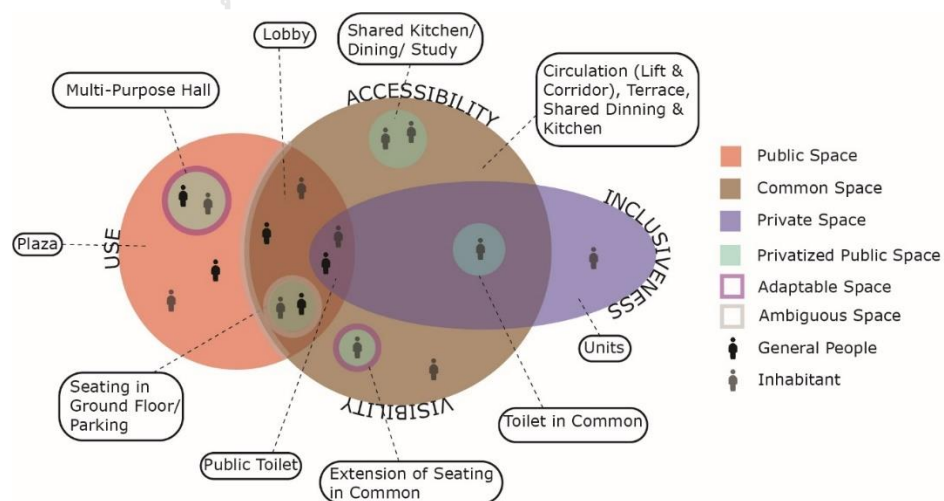 Lobby
Shared Kitchen/
Dining/ Study
Multi-Purpose Hall
Circulation (Lift &
Corridor), Terrace,
Shared Dinning &
Kitchen
ACCESSIBILITY
USE
INCLUSIVENESS
VISIBILITY
Plaza
Units
Seating in
Ground Floor/
Parking
Public Toilet
Extension of Seating
in Common
Toilet in Common
Public Space
Common Space
Private Space
Privatized Public Space
Adaptable Space
Ambiguous Space
General People
Inhabitant